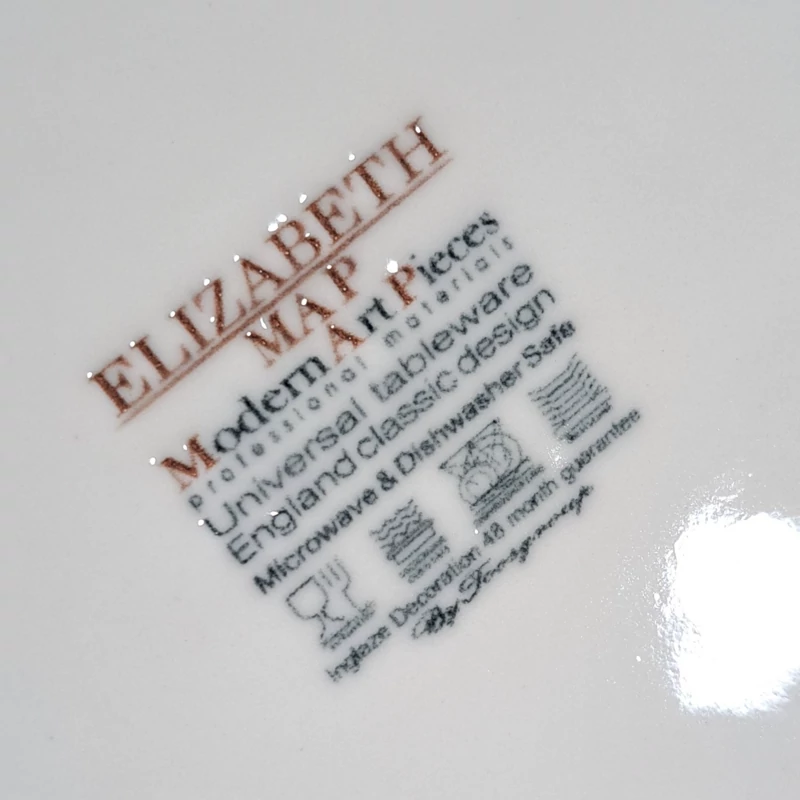 ELIZABETH
MAP
Modern Art Pieces
professional materials
Universal tableware
England classic design
Microwave & Dishwasher Safe
Inglaze Decoration 48 month guarantee
By